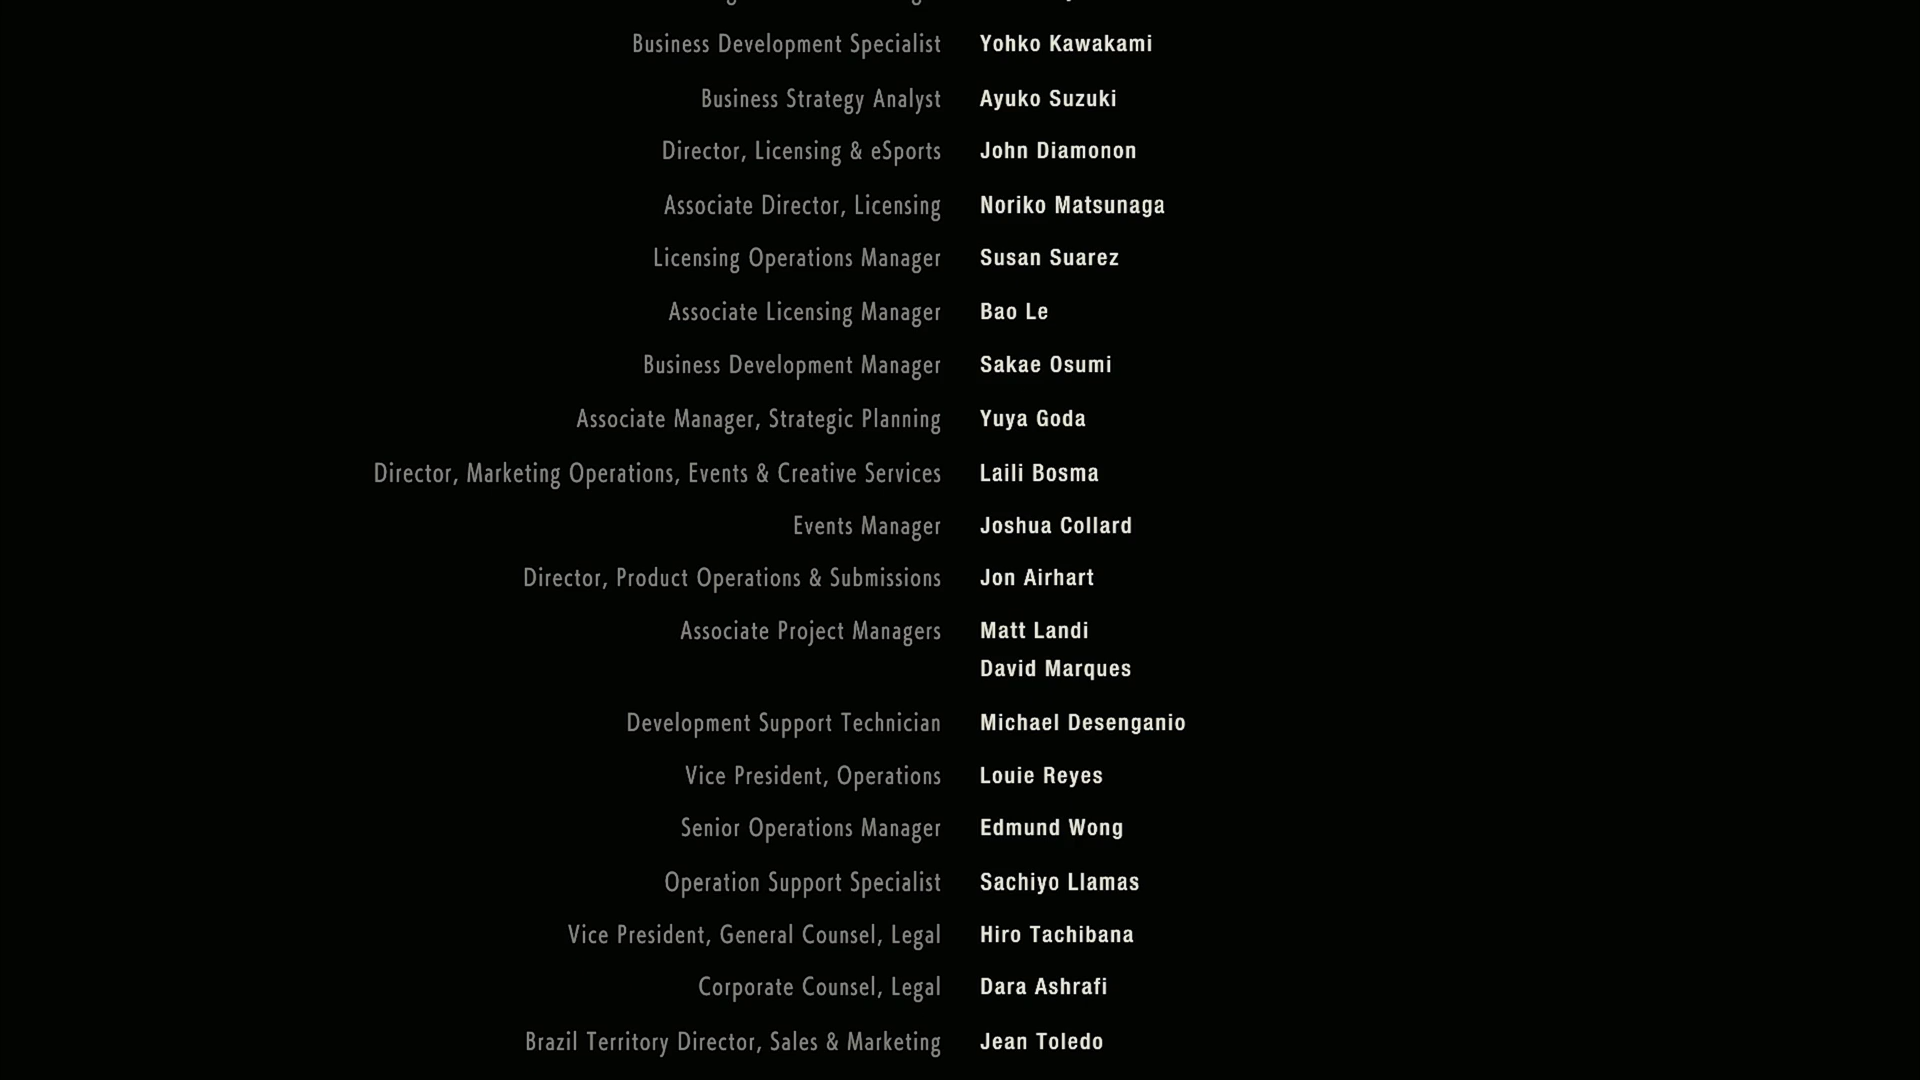 Business Development Specialist Yohko Kawakami
Business Strategy Analyst Ayuko Suzuki
Director, Licensing & eSports John Diamonon
Associate Director, Licensing Noriko Matsunaga
Licensing Operations Manager Susan Suarez
Associate Licensing Manager Bao Le
Business Development Manager Sakae Osumi
Associate Manager, Strategic Planning Yuya Goda
Director, Marketing Operations, Events & Creative Services Laili Bosma
Events Manager Joshua Collard
Director, Product Operations & Submissions Jon Airhart
Associate Project Managers Matt Landi
David Marques
Development Support Technician Michael Desenganio
Vice President, Operations Louie Reyes
Senior Operations Manager Edmund Wong
Operation Support Specialist Sachiyo Llamas
Vice President, General Counsel, Legal Hiro Tachibana
Corporate Counsel, Legal Dara Ashrafi
Brazil Territory Director, Sales & Marketing Jean Toledo